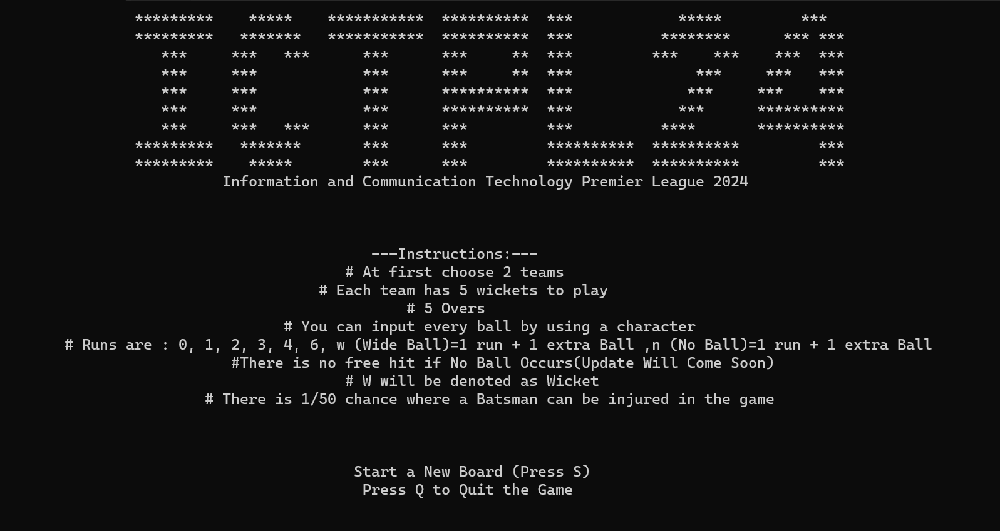 ICTPL 24
Information and Communication Technology Premier League 2024
---Instructions:---
# At first choose 2 teams
# Each team has 5 wickets to play
# 5 Overs
# You can input every ball by using a character
# Runs are : 0, 1, 2, 3, 4, 6, w (Wide Ball)=1 run + 1 extra Ball ,n (No Ball)=1 run + 1 extra Ball
#There is no free hit if No Ball Occurs(Update Will Come Soon)
# W will be denoted as Wicket
# There is 1/50 chance where a Batsman can be injured in the game
Start a New Board (Press S)
Press Q to Quit the Game